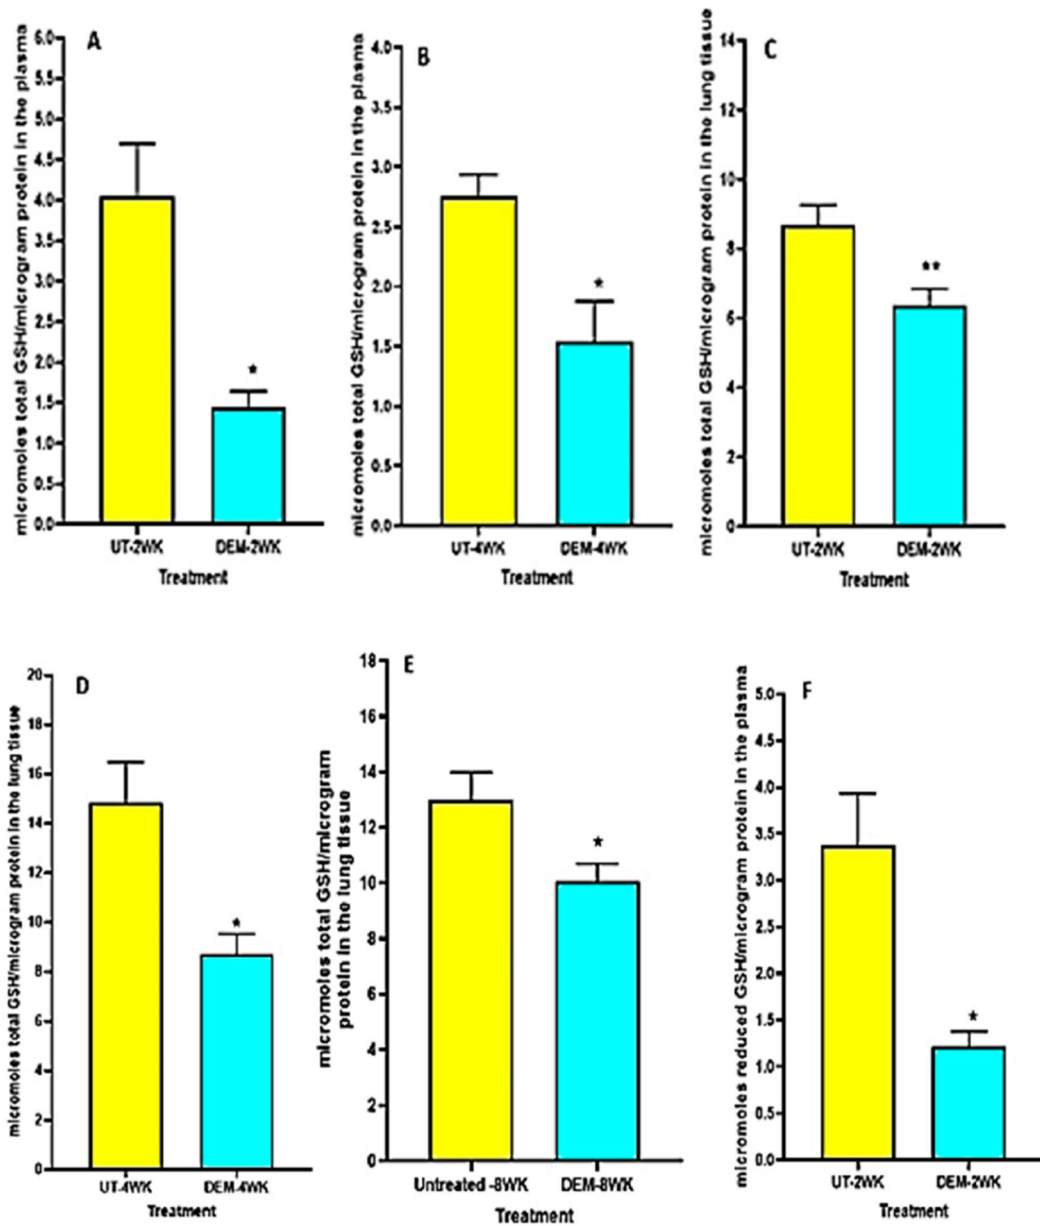 A
micromoles total GSH/microgram protein in the plasma
6.0
5.5
5.0
4.5
4.0
3.5
3.0
2.5
2.0
1.5
1.0
0.5
0.0
*
UT-2WK DEM-2WK
Treatment
B
micromoles total GSH/microgram protein in the plasma
4.0
3.5
3.0
2.5
2.0
1.5
1.0
0.5
0.0
*
UT-4WK DEM-4WK
Treatment
C
micromoles total GSH/microgram protein in the lung tissue
14
12
10
8
6
4
2
0
**
UT-2WK DEM-2WK
Treatment
D
micromoles total GSH/microgram protein in the lung tissue
20
18
16
14
12
10
8
6
4
2
0
*
UT-4WK DEM-4WK
Treatment
E
micromoles total GSH/microgram
protein in the lung tissue
18
16
14
12
10
8
6
4
2
0
*
Untreated -8WK DEM-8WK
Treatment
F
micromoles reduced GSH/microgram protein in the plasma
5.0
4.5
4.0
3.5
3.0
2.5
2.0
1.5
1.0
0.5
0.0
*
UT-2WK DEM-2WK
Treatment